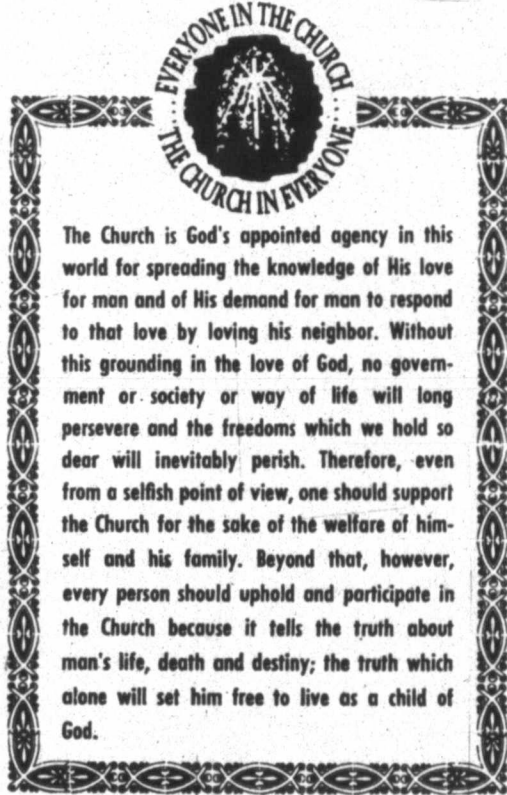 EVERYONE IN THE CHURCH
THE CHURCH IN EVERYONE
The Church is God's appointed agency in this
world for spreading the knowledge of His love
for man and of His demand for man to respond
to that love by loving his neighbor. Without
this grounding in the love of God, no govern-
ment or society or way of life will long
persevere and the freedoms which we hold so
dear will inevitably perish. Therefore, even
from a selfish point of view, one should support
the Church for the sake of the welfare of him-
self and his family. Beyond that, however,
every person should uphold and participate in
the Church because it tells the truth about
man's life, death and destiny; the truth which
alone will set him free to live as a child of
God.